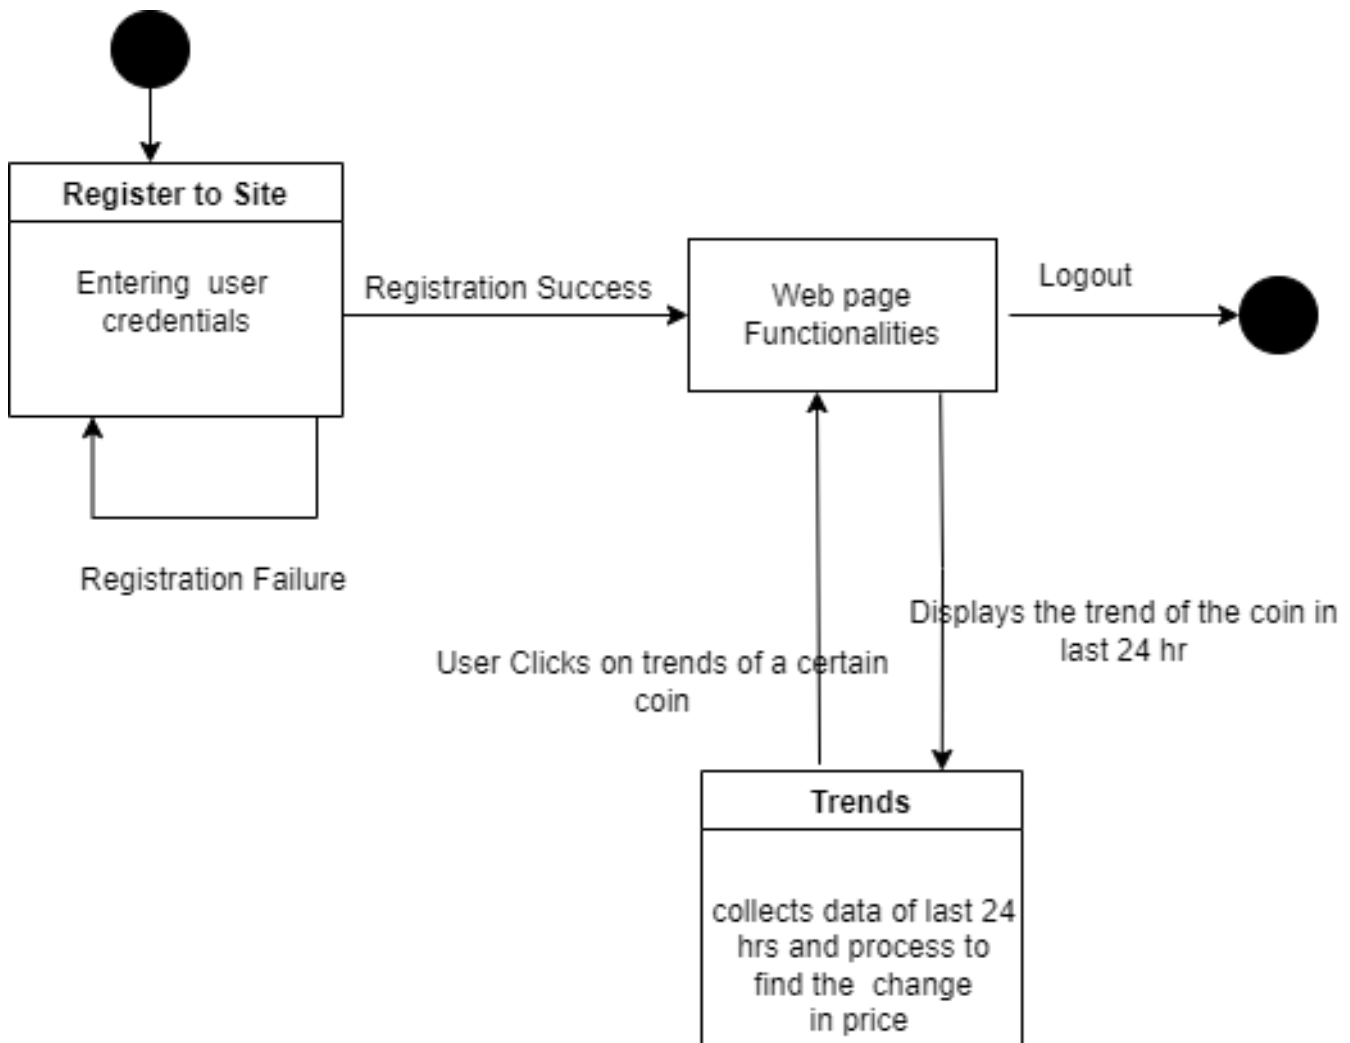 Register to Site
Entering user
credentials
Registration Success
Web page
Functionalities
Logout
Registration Failure
Displays the trend of the coin in
last 24 hr
User Clicks on trends of a certain
coin
Trends
collects data of last 24
hrs and process to
find the change
in price